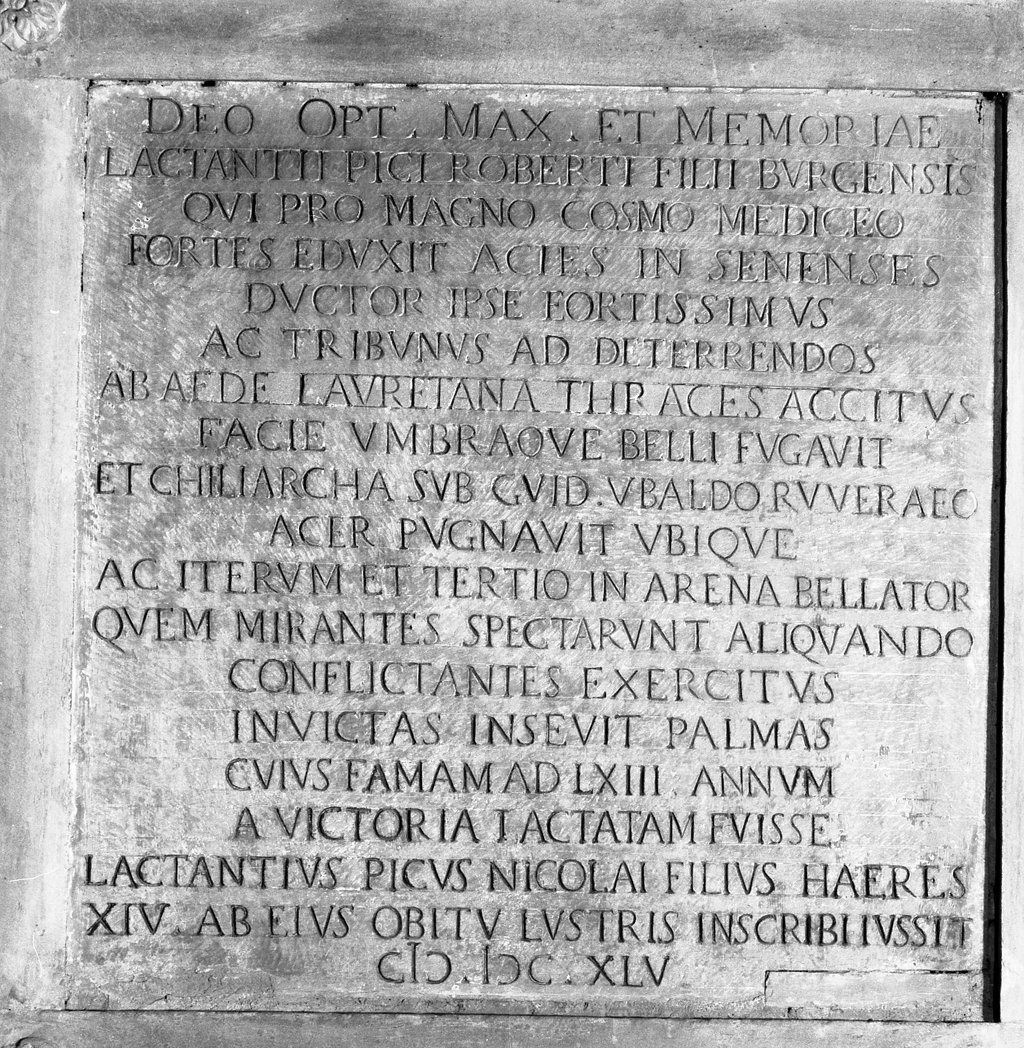 DEO OPT. MAX. ET MEMORIAE
LACTANTII PICI ROBERTI FILII BVRGENSIS
QVI PRO MAGNO COSMO MEDICEO
FORTES EDVXIT ACIES IN SENENSES
DVCTOR IPSE FORTISSIMVS
AC TRIBVNVS AD DETERRENDOS
AB AEDE LAVRETANA THRACES ACCITVS
FACIE VMBRAQVE BELLI FVGAVIT
ET CHILIARCHA SVB GVID. VBALDO RVVERAEO
ACER PVGNAVIT VBIQVE
AC ITERVM ET TERTIO IN ARENA BELLATOR
QVEM MIRANTES SPECTARVNT ALIQVANDO
CONFLICTANTES EXERCITVS
INVICTAS INSEVIT PALMAS
CVIVS FAMAM AD LXIII. ANNVM
A VICTORIA IACTATAM FVISSE
LACTANTIVS PICVS NICOLAI FILIVS HAERES
XIV. AB EIVS OBITV LVSTRIS INSCRIBI IVSSIT
CIↃ.IↃC.XLV